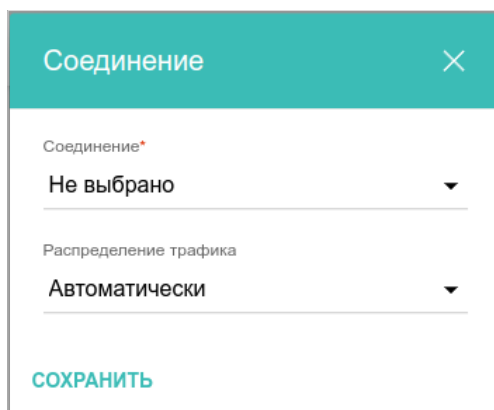 Соединение
Соединение*
Не выбрано
Распределение трафика
Автоматически
СОХРАНИТЬ